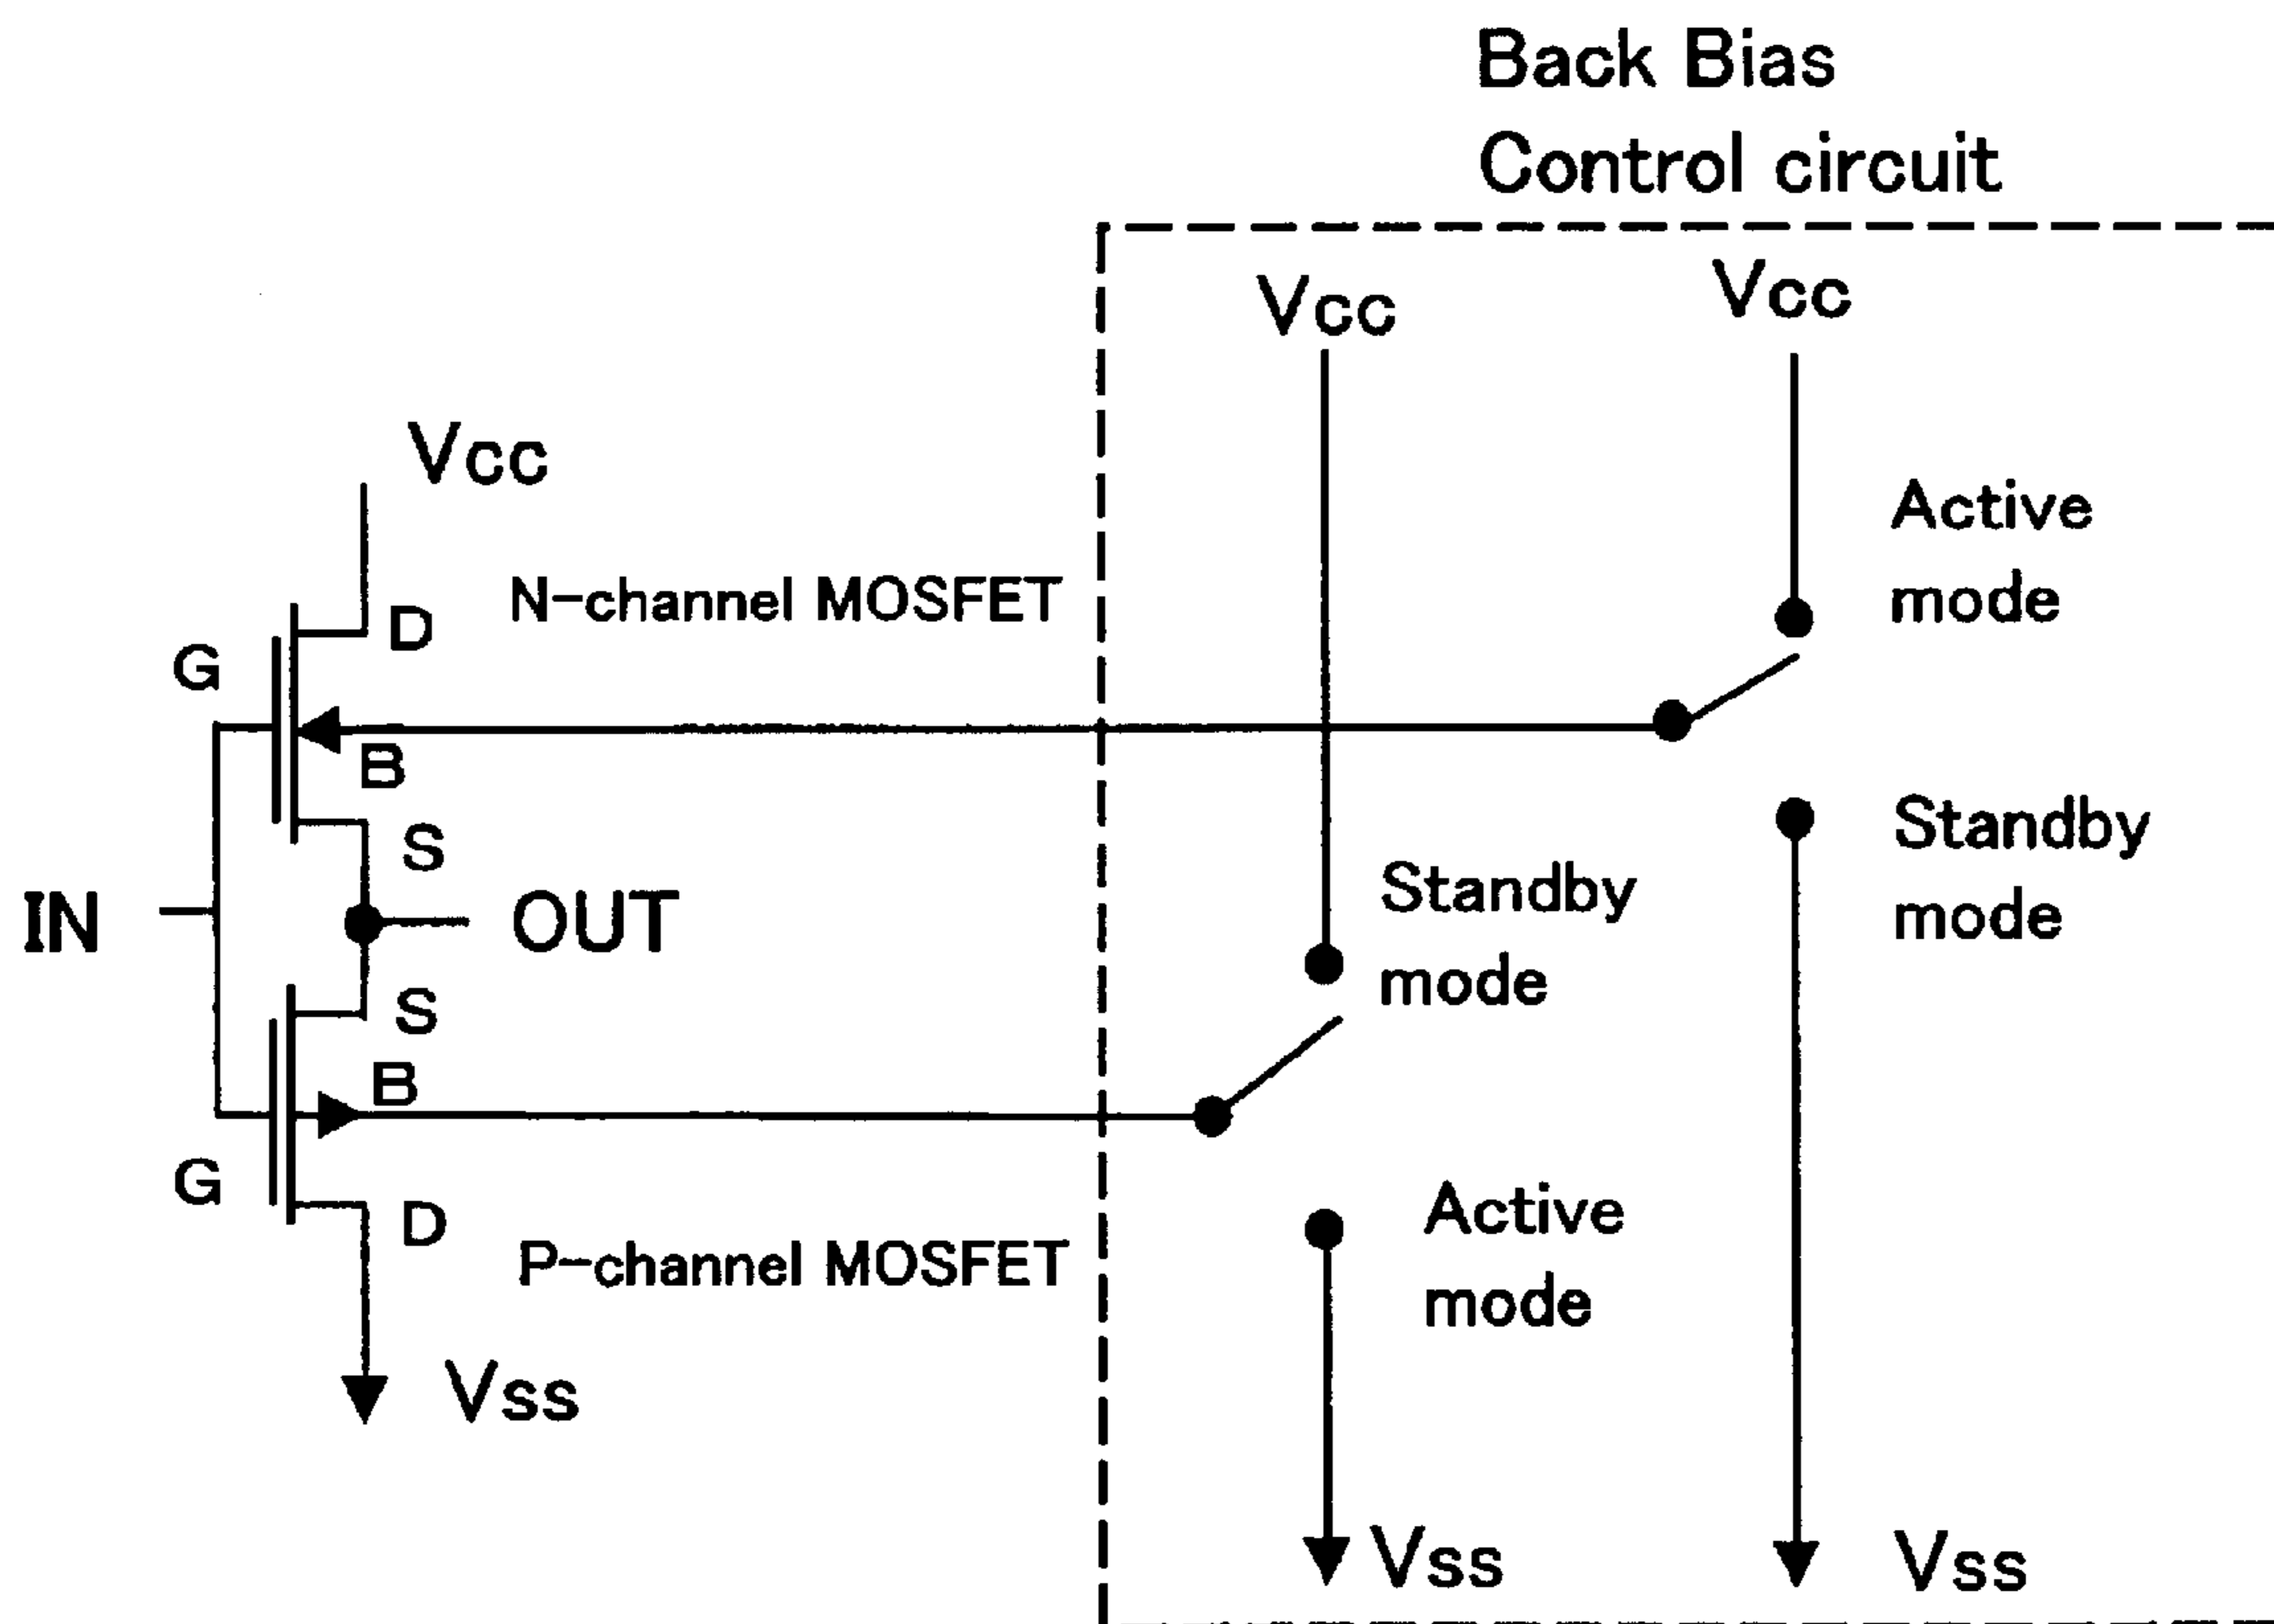 Back Bias
Control circuit
Vcc
Vcc
Vcc
Active
mode
N-channel MOSFET
D
G
B
S
Standby
mode
Standby
mode
IN
OUT
S
B
G
D
Active
mode
P-channel MOSFET
Vss
Vss
Vss